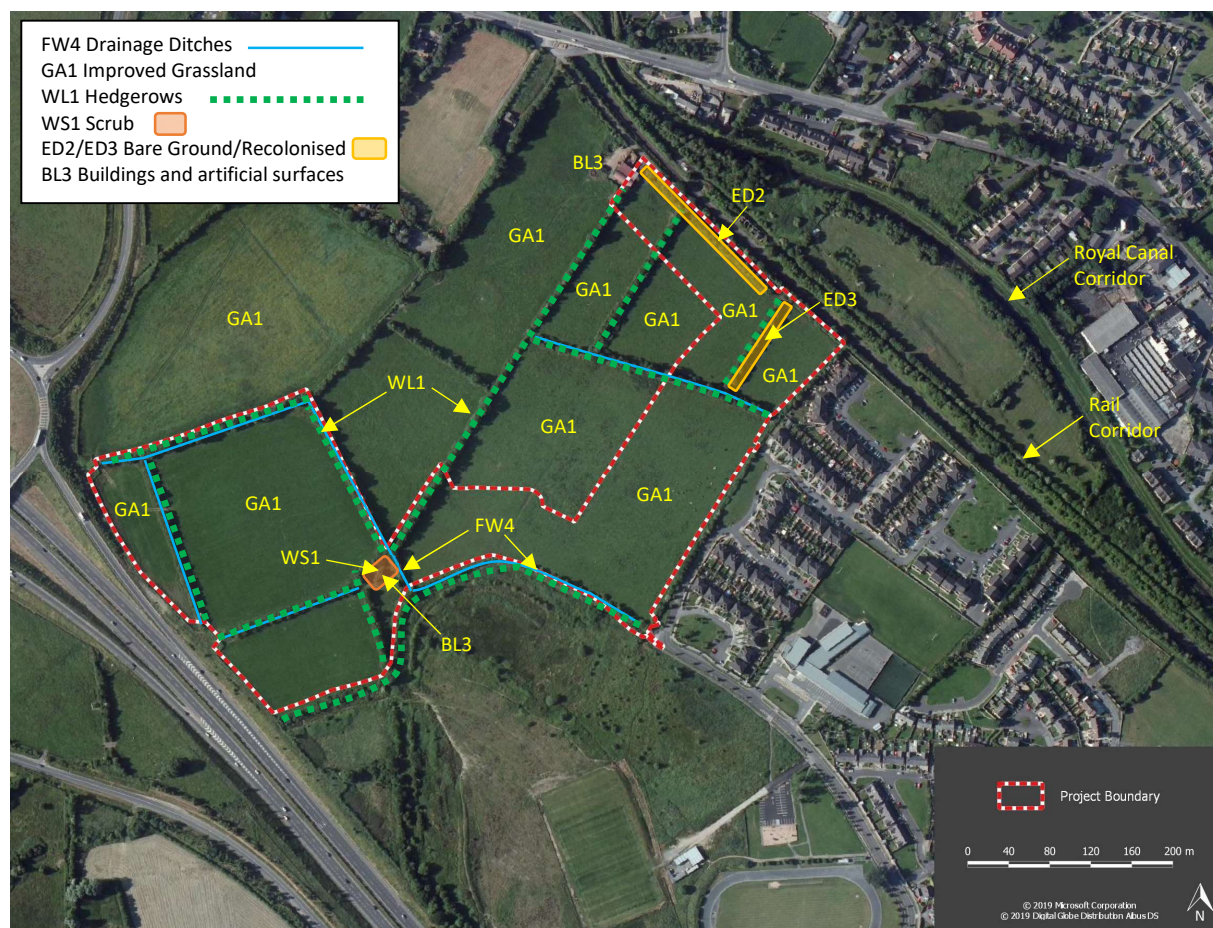 FW4 Drainage Ditches
GA1 Improved Grassland
WL1 Hedgerows
WS1 Scrub
ED2/ED3 Bare Ground/Recolonised
BL3 Buildings and artificial surfaces
BL3
ED2
GA1
Royal Canal
Corridor
GA1
ED3
GA1
GA1
GA1
GA1
WL1
Rail
Corridor
GA1
GA1
GA1
GA1
FW4
WS1
BL3
Project Boundary
0 40 80 120 160 200 m
© 2019 Microsoft Corporation
© 2019 Digital Globe Distribution Aibus DS
N